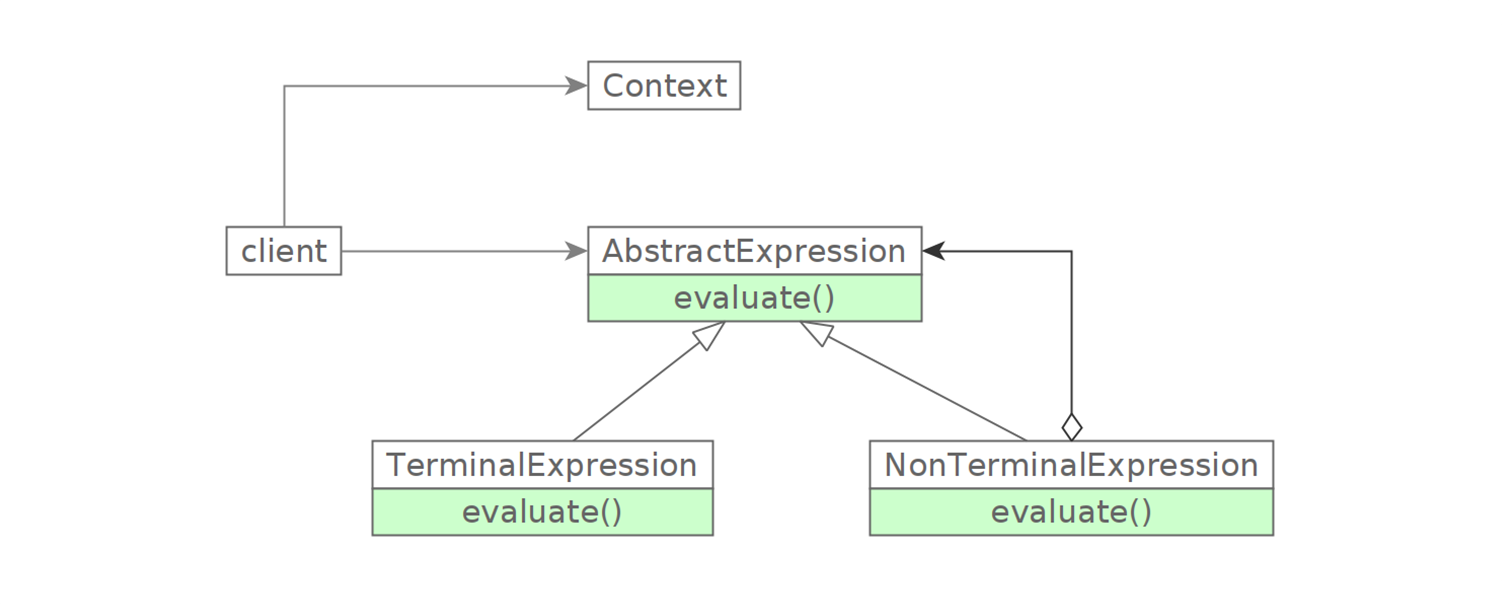 Context
client
AbstractExpression
evaluate()
TerminalExpression
evaluate()
NonTerminalExpression
evaluate()